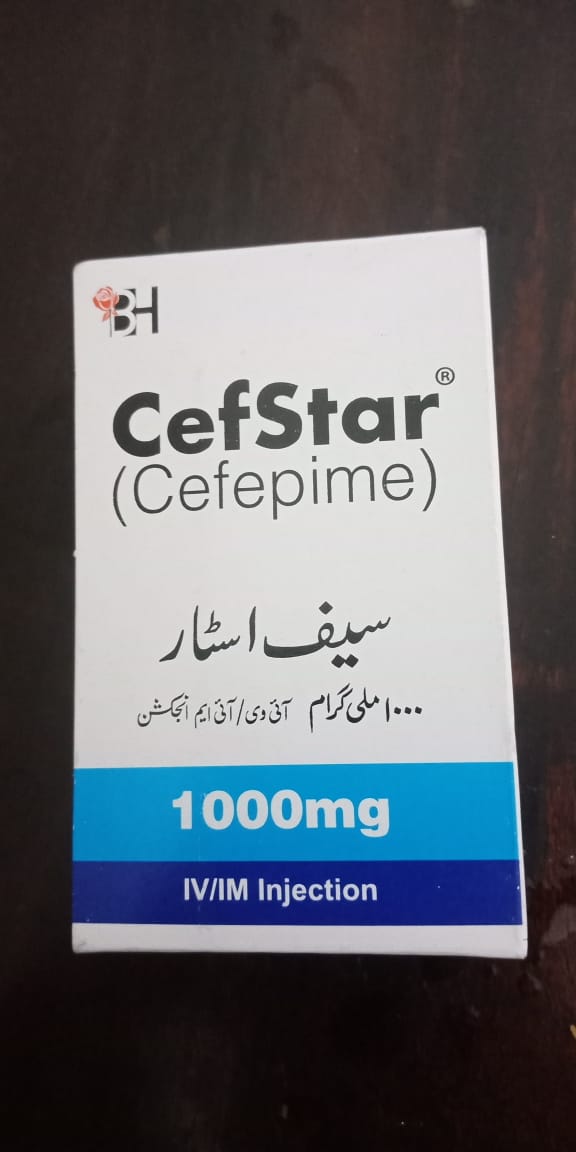 BH
CefStar®
(Cefepime)
سیف اسٹار
۱۰۰۰ ملی گرام آئی وی/آئی ایم انجکشن
1000mg
IV/IM Injection